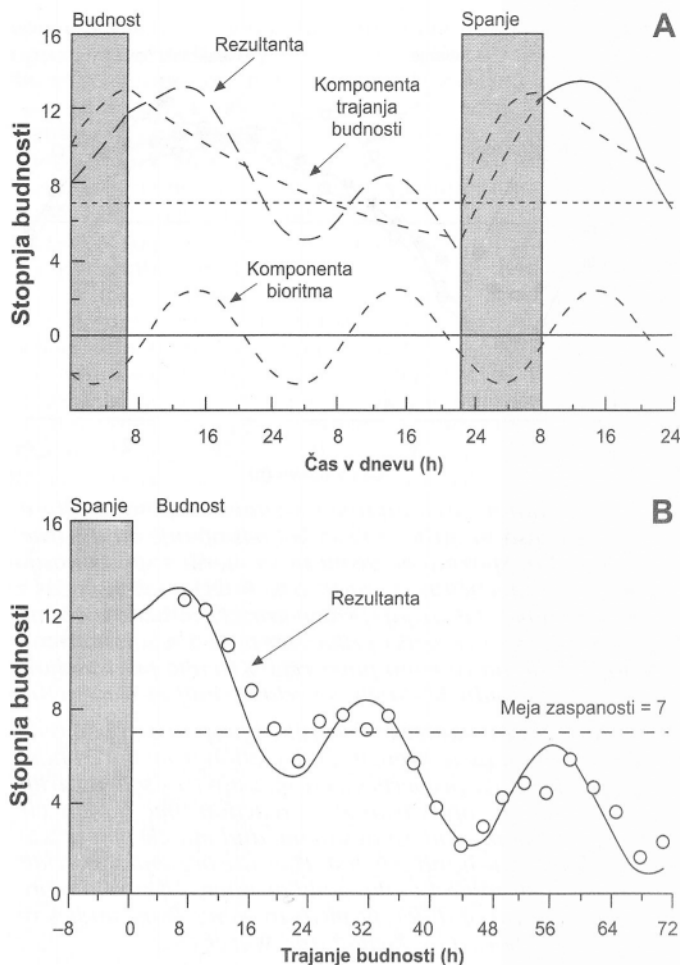 Budnost
Spanje
A
16
Rezultanta
Komponenta
trajanja
budnosti
12
Stopnja budnosti
8
4
Komponenta
bioritma
0
8
16
24
8
16
24
8
16
24
Čas v dnevu (h)
Spanje
Budnost
B
16
Rezultanta
12
Stopnja budnosti
Meja zaspanosti = 7
8
4
0
–8
0
8
16
24
32
40
48
56
64
72
Trajanje budnosti (h)